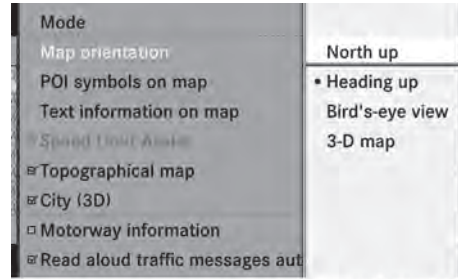 Mode
Map orientation
POI symbols on map
Text information on map
Speed Limit Assist
Topographical map
City (3D)
Motorway information
Read aloud traffic messages aut
North up
• Heading up
Bird's-eye view
3-D map